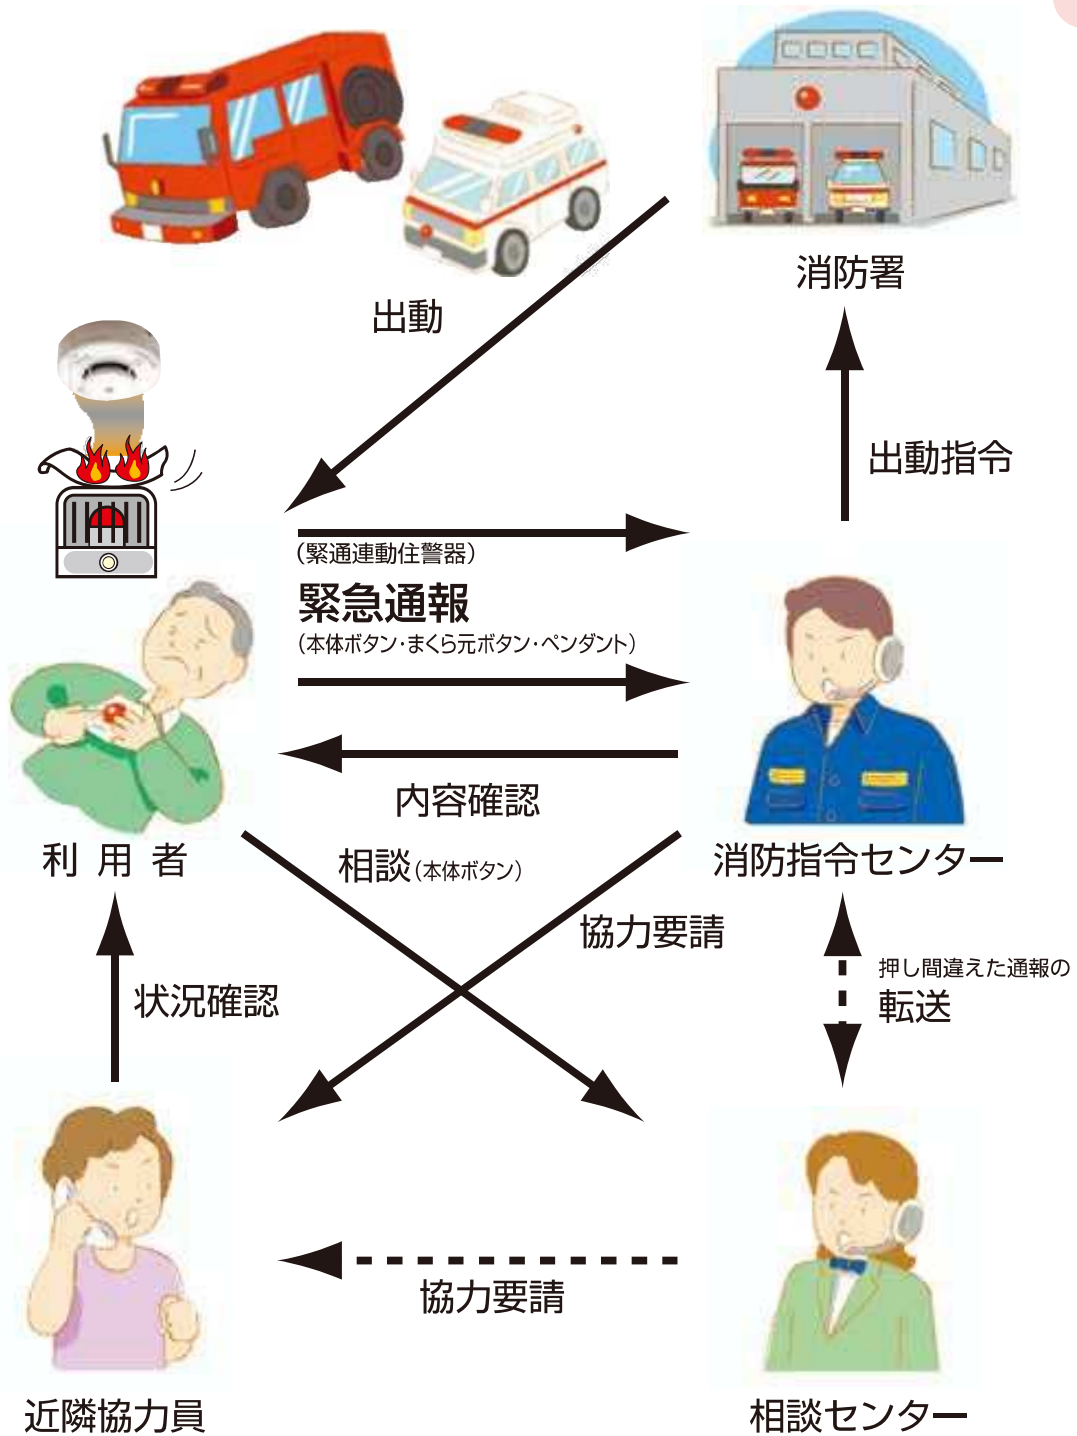 消防署
出動
出動指令
(緊通連動住警器)
緊急通報
(本体ボタン・まくら元ボタン・ペンダント)
内容確認
利用者
相談(本体ボタン)
消防指令センター
協力要請
押し間違えた通報の
転送
状況確認
協力要請
近隣協力員
相談センター